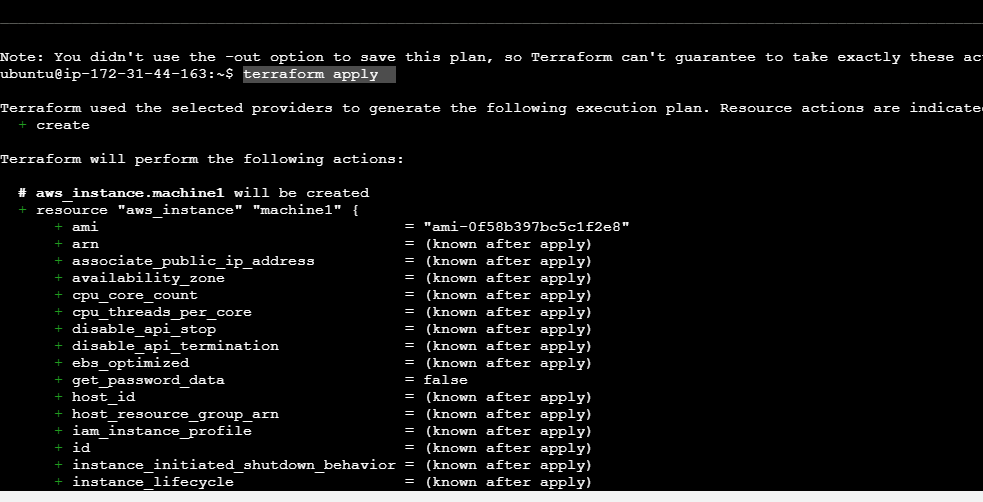 Note: You didn't use the -out option to save this plan, so Terraform can't guarantee to take exactly these
ubuntu@ip-172-31-44-163:~$ terraform apply
Terraform used the selected providers to generate the following execution plan. Resource actions are indicate
+ create
Terraform will perform the following actions:
# aws_instance.machine1 will be created
+ resource "aws_instance" "machine1" {
+ ami = "ami-0f58b397bc5c1f2e8"
+ arn = (known after apply)
+ associate_public_ip_address = (known after apply)
+ availability_zone = (known after apply)
+ cpu_core_count = (known after apply)
+ cpu_threads_per_core = (known after apply)
+ disable_api_stop = (known after apply)
+ disable_api_termination = (known after apply)
+ ebs_optimized = (known after apply)
+ get_password_data = false
+ host_id = (known after apply)
+ host_resource_group_arn = (known after apply)
+ iam_instance_profile = (known after apply)
+ id = (known after apply)
+ instance_initiated_shutdown_behavior = (known after apply)
+ instance_lifecycle = (known after apply)